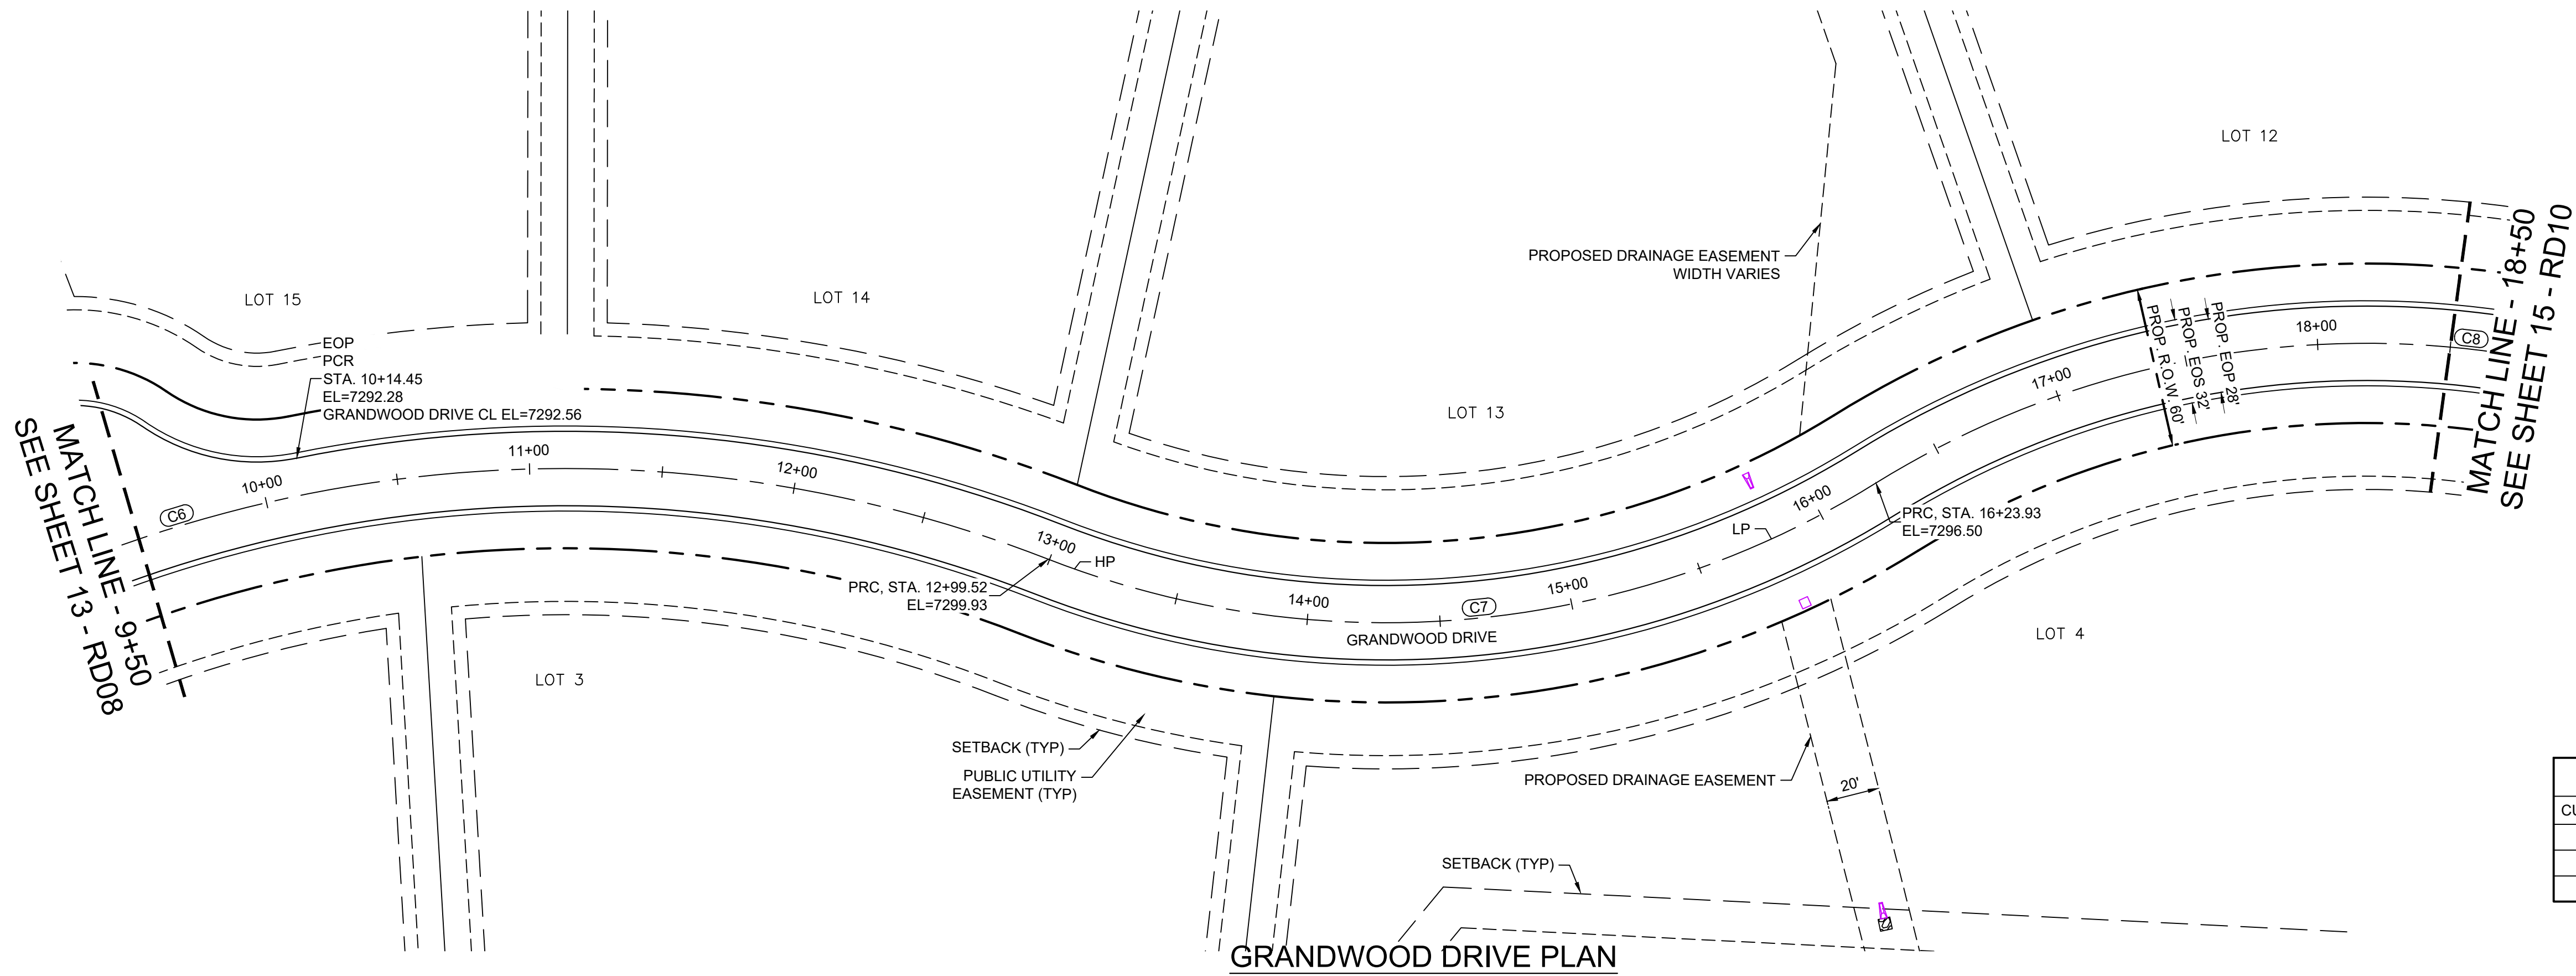 LOT 12
LOT 15
LOT 14
LOT 13
LOT 3
LOT 4
PROPOSED DRAINAGE EASEMENT
WIDTH VARIES
MATCH LINE - 18+50
SEE SHEET 15 - RD10
C8
18+00
17+00
PROP. R.O.W. 60'
PROP. EOS 32'
PROP. EOP 28'
EOP
PCR
STA. 10+14.45
EL=7292.28
GRANDWOOD DRIVE CL EL=7292.56
MATCH LINE - 9+50
SEE SHEET 13 - RD08
C6
10+00
11+00
12+00
13+00
HP
PRC, STA. 12+99.52
EL=7299.93
14+00
C7
15+00
GRANDWOOD DRIVE
LP
16+00
PRC, STA. 16+23.93
EL=7296.50
SETBACK (TYP)
PUBLIC UTILITY
EASEMENT (TYP)
PROPOSED DRAINAGE EASEMENT
20'
SETBACK (TYP)
GRANDWOOD DRIVE PLAN